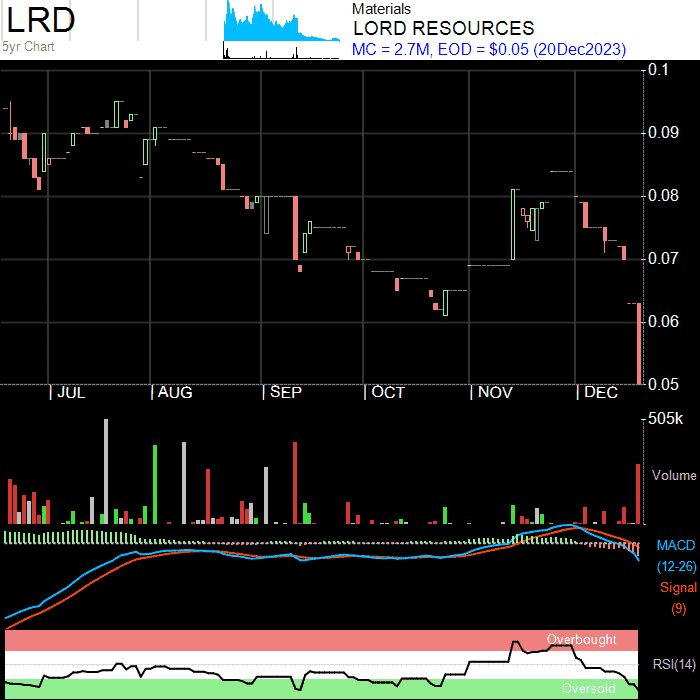 LRD
5yr Chart
Materials
LORD RESOURCES
MC = 2.7M, EOD = $0.05 (20Dec2023)
0.1
0.09
0.08
0.07
0.06
0.05
JUL
AUG
SEP
OCT
NOV
DEC
505k
Volume
MACD
(12-26)
Signal
(9)
Overbought
RSI(14)
Oversold